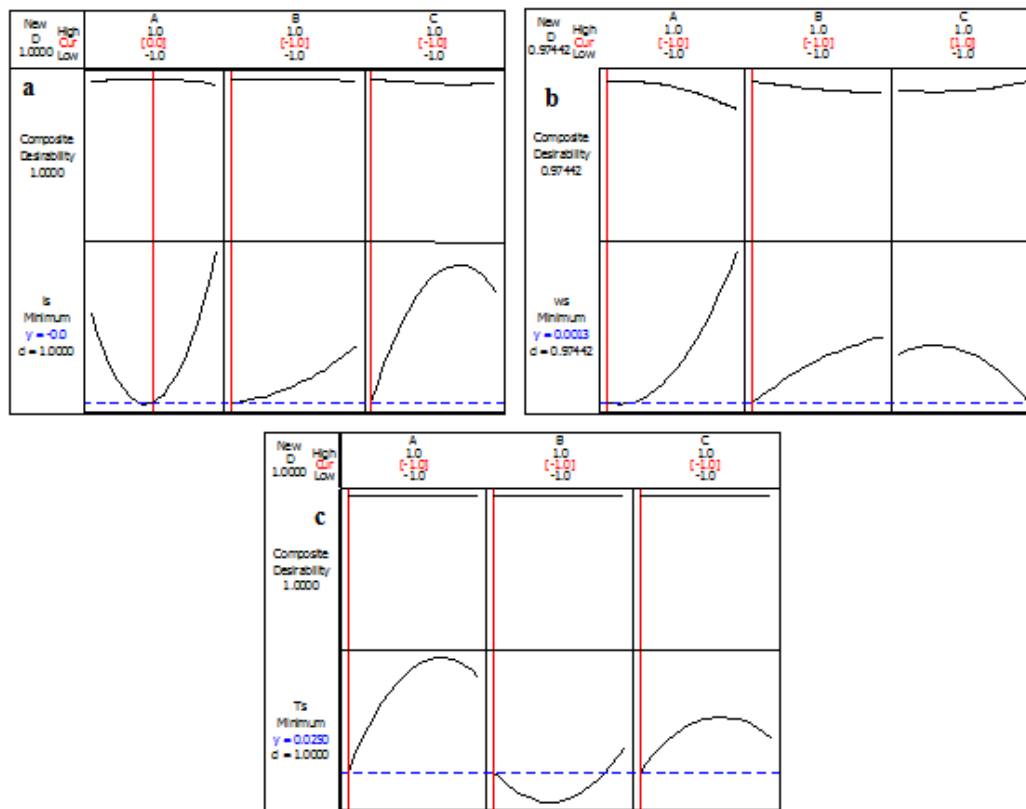 New
D
1.0000
High
Cur
Low
A
1.0
[0.0]
-1.0
B
1.0
[-1.0]
-1.0
C
1.0
[-1.0]
-1.0
a
Composite
Desirability
1.0000
ls
Minimum
y = -0.0
d = 1.0000
New
D
0.97442
High
Cur
Low
A
1.0
[-1.0]
-1.0
B
1.0
[-1.0]
-1.0
C
1.0
[1.0]
-1.0
b
Composite
Desirability
0.97442
ws
Minimum
y = 0.0013
d = 0.97442
New
D
1.0000
High
Cur
Low
A
1.0
[-1.0]
-1.0
B
1.0
[-1.0]
-1.0
C
1.0
[-1.0]
-1.0
c
Composite
Desirability
1.0000
Ts
Minimum
y = 0.0230
d = 1.0000